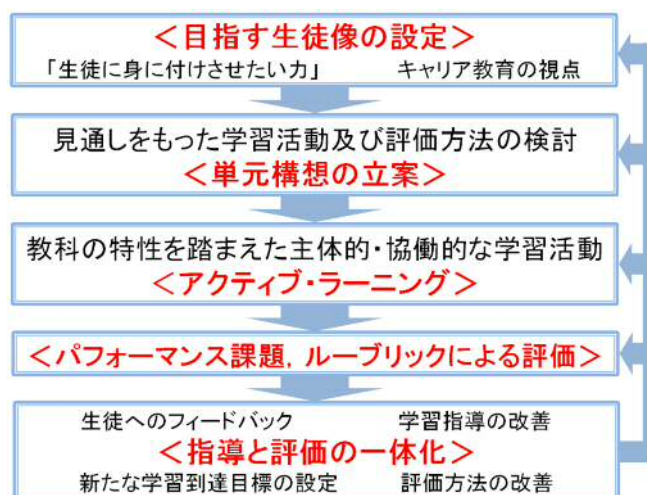 ＜目指す生徒像の設定＞
「生徒に身に付けさせたい力」　キャリア教育の視点
見通しをもった学習活動及び評価方法の検討
＜単元構想の立案＞
教科の特性を踏まえた主体的・協働的な学習活動
＜アクティブ・ラーニング＞
＜パフォーマンス課題，ルーブリックによる評価＞
生徒へのフィードバック　学習指導の改善
＜指導と評価の一体化＞
新たな学習到達目標の設定　評価方法の改善